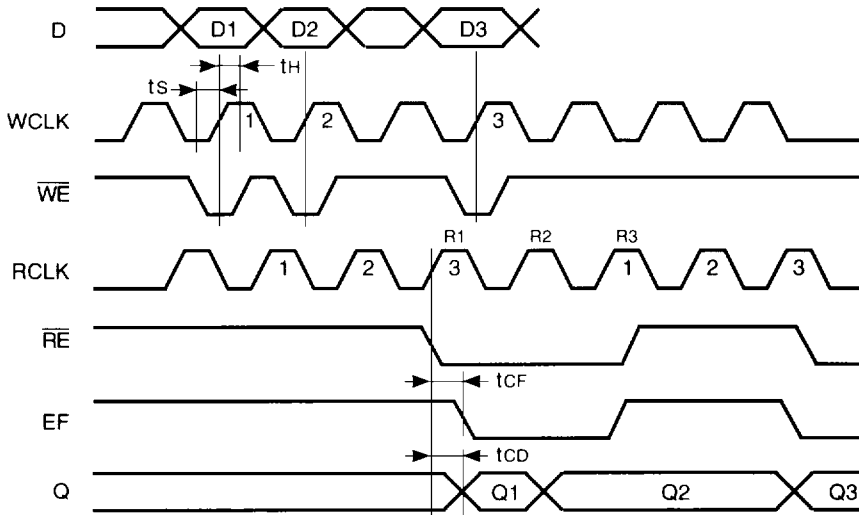 D D1 D2 D3
tS tH
WCLK 1 2 3
WE
R1 R2 R3
RCLK 1 2 3 1 2 3
RE
tCF
EF
tCD
Q Q1 Q2 Q3